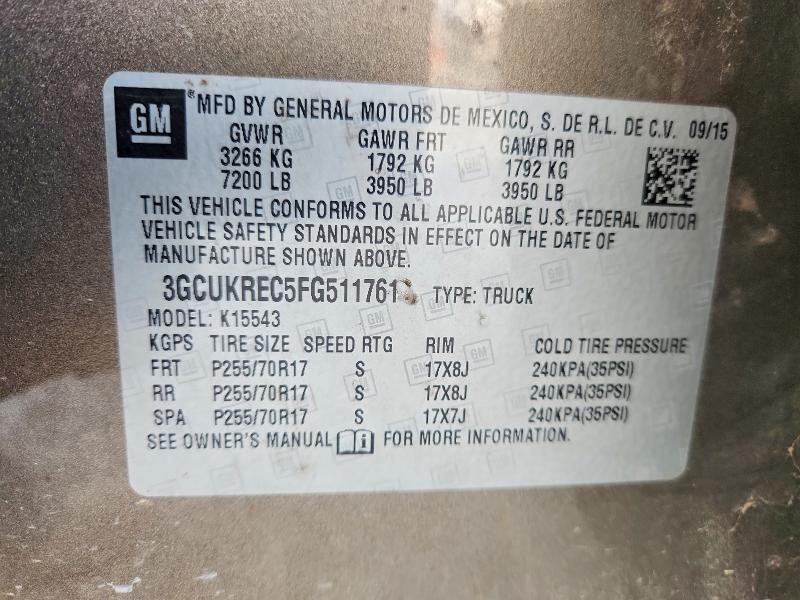 GM ® MFD BY GENERAL MOTORS DE MEXICO, S. DE R.L. DE C.V. 09/15
GVWR GAWR FRT GAWR RR
3266 KG 1792 KG 1792 KG
7200 LB 3950 LB 3950 LB
THIS VEHICLE CONFORMS TO ALL APPLICABLE U.S. FEDERAL MOTOR
VEHICLE SAFETY STANDARDS IN EFFECT ON THE DATE OF
MANUFACTURE SHOWN ABOVE.
3GCUKREC5FG511761 TYPE: TRUCK
MODEL: K15543
KGPS TIRE SIZE SPEED RTG RIM COLD TIRE PRESSURE
FRT P255/70R17 S 17X8J 240KPA(35PSI)
RR P255/70R17 S 17X8J 240KPA(35PSI)
SPA P255/70R17 S 17X7J 240KPA(35PSI)
SEE OWNER'S MANUAL i FOR MORE INFORMATION.